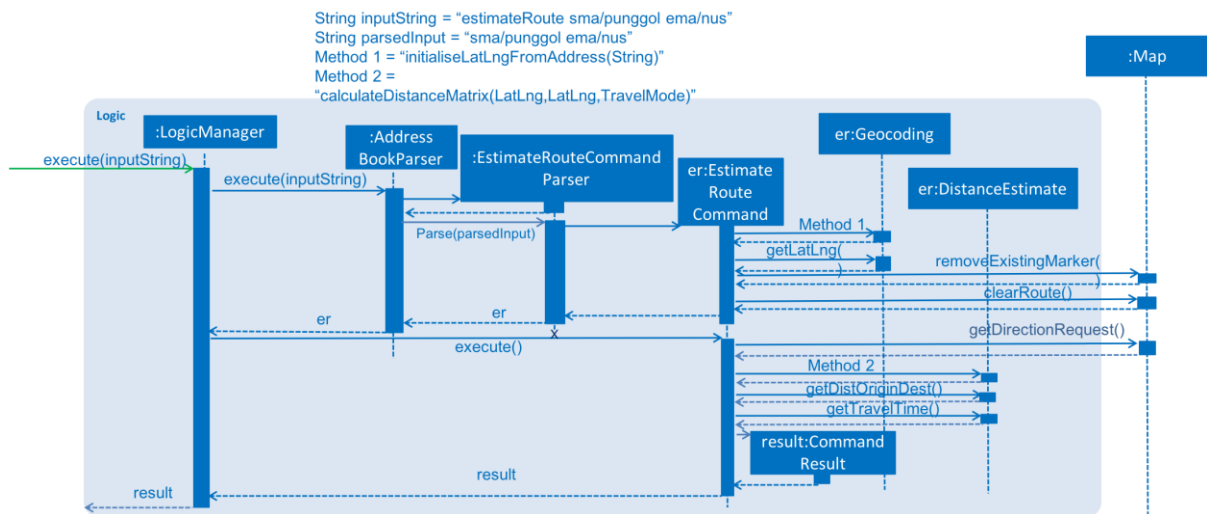 String inputString = “estimateRoute sma/punggol ema/nus”
String parsedInput = “sma/punggol ema/nus”
Method 1 = “initialiseLatLngFromAddress(String)”
Method 2 =
“calculateDistanceMatrix(LatLng,LatLng,TravelMode)”
:Map
Logic
:LogicManager
:Address
BookParser
:EstimateRouteCommand
Parser
er:Estimate
Route
Command
er:Geocoding
er:DistanceEstimate
execute(inputString)
execute(inputString)
Parse(parsedInput)
Method 1
getLatLng(
)
removeExistingMarker(
)
clearRoute()
er
er
x
execute()
getDirectionRequest()
Method 2
getDistOriginDest()
getTravelTime()
result:Command
Result
result
result